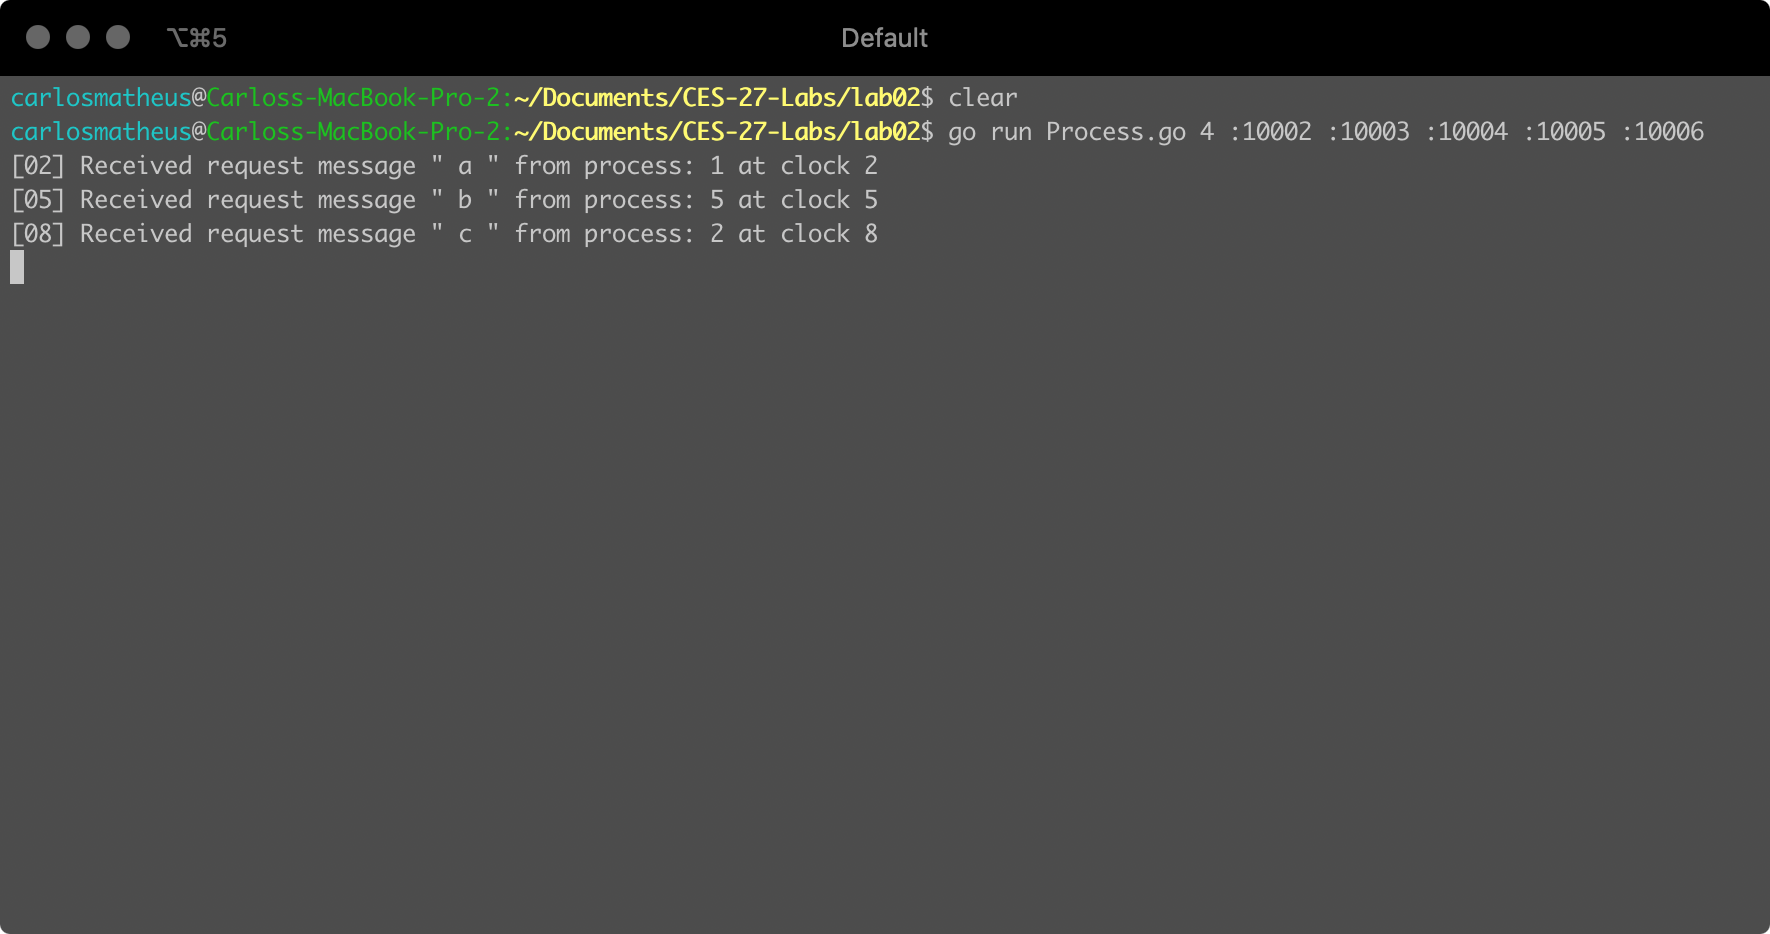 ⌥⌘5
Default
carlosmatheus@Carloss-MacBook-Pro-2:~/Documents/CES-27-Labs/lab02$ clear
carlosmatheus@Carloss-MacBook-Pro-2:~/Documents/CES-27-Labs/lab02$ go run Process.go 4 :10002 :10003 :10004 :10005 :10006
[02] Received request message " a " from process: 1 at clock 2
[05] Received request message " b " from process: 5 at clock 5
[08] Received request message " c " from process: 2 at clock 8